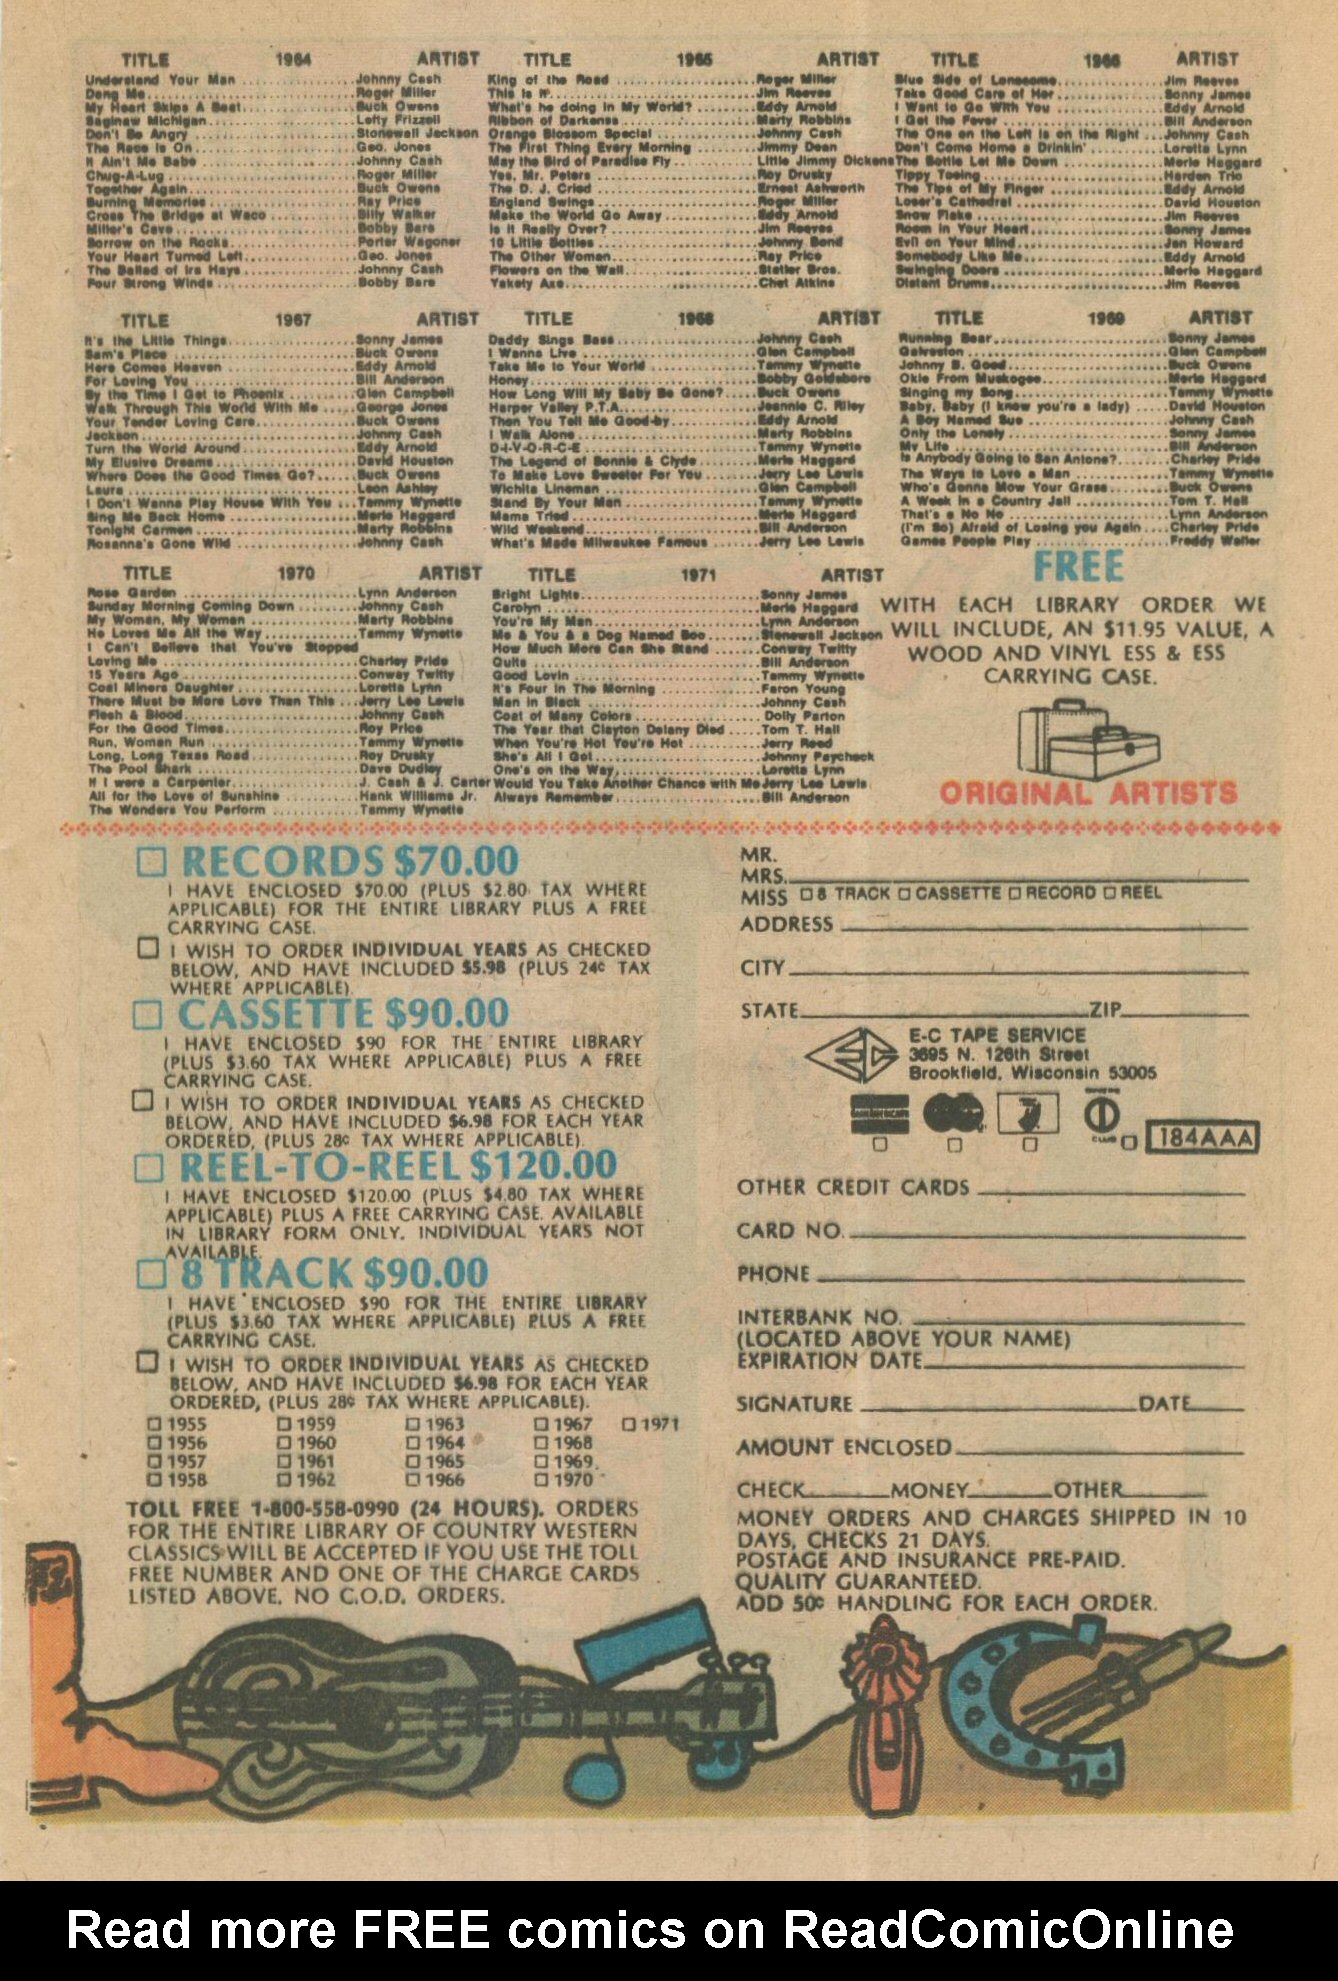 TITLE 1964 ARTIST
Understand Your Man Johnny Cash
Dang Me Roger Miller
My Heart Skips A Beat Buck Owens
Saginaw Michigan Lefty Frizzell
Don't Be Angry Stonewall Jackson
The Race Is On Geo. Jones
It Ain't Me Babe Johnny Cash
Chug-A-Lug Roger Miller
Together Again Buck Owens
Burning Memories Ray Price
Cross The Bridge at Waco Billy Walker
Miller's Cave Bobby Bare
Sorrow on the Rocks Porter Wagoner
Your Heart Turned Left Geo. Jones
The Ballad of Ira Hays Johnny Cash
Four Strong Winds Bobby Bare
TITLE 1965 ARTIST
King of the Road Roger Miller
This Is It Jim Reeves
What's he doing in My World? Eddy Arnold
Ribbon of Darkness Marty Robbins
Orange Blossom Special Johnny Cash
The First Thing Every Morning Jimmy Dean
May the Bird of Paradise Fly Little Jimmy Dickens
Yes, Mr. Peters Roy Drusky
The D. J. Cried Ernest Ashworth
England Swings Roger Miller
Make the World Go Away Eddy Arnold
Is It Really Over? Jim Reeves
10 Little Bottles Johnny Bond
The Other Woman Ray Price
Flowers on the Wall Statler Bros.
Yakety Axe Chet Atkins
TITLE 1966 ARTIST
Blue Side of Lonesome Jim Reeves
Take Good Care of Her Sonny James
I Want to Go With You Eddy Arnold
I Get the Fever Bill Anderson
The One on the Left is on the Right Johnny Cash
Don't Come Home a Drinkin' Loretta Lynn
The Bottle Let Me Down Merle Haggard
Tippy Toeing Harden Trio
The Tips of My Finger Eddy Arnold
Loser's Cathedral David Houston
Snow Flake Jim Reeves
Room in Your Heart Sonny James
Evil on Your Mind Jan Howard
Somebody Like Me Eddy Arnold
Swinging Doors Merle Haggard
Distant Drums Jim Reeves
TITLE 1967 ARTIST
It's the Little Things Sonny James
Sam's Place Buck Owens
Here Comes Heaven Eddy Arnold
For Loving You Bill Anderson
By the Time I Get to Phoenix Glen Campbell
Walk Through This World With Me George Jones
Your Tender Loving Care Buck Owens
Jackson Johnny Cash
Turn the World Around Eddy Arnold
My Elusive Dreams David Houston
Where Does the Good Times Go? Buck Owens
Laura Leon Ashley
I Don't Wanna Play House With You Tammy Wynette
Sing Me Back Home Merle Haggard
Tonight Carmen Marty Robbins
Rosanna's Gone Wild Johnny Cash
TITLE 1968 ARTIST
Daddy Sings Bass Johnny Cash
I Wanna Live Glen Campbell
Take Me to Your World Tammy Wynette
Honey Bobby Goldsboro
How Long Will My Baby Be Gone? Buck Owens
Harper Valley P.T.A. Jeannie C. Riley
Then You Tell Me Good-by Eddy Arnold
I Walk Alone Marty Robbins
D-I-V-O-R-C-E Tammy Wynette
The Legend of Bonnie & Clyde Merle Haggard
To Make Love Sweeter For You Jerry Lee Lewis
Wichita Lineman Glen Campbell
Stand By Your Man Tammy Wynette
Mama Tried Merle Haggard
Wild Weekend Bill Anderson
What's Made Milwaukee Famous Jerry Lee Lewis
TITLE 1969 ARTIST
Running Bear Sonny James
Galveston Glen Campbell
Johnny B. Good Buck Owens
Okie From Muskogee Merle Haggard
Singing my Song Tammy Wynette
Baby, Baby (I know you're a lady) David Houston
A Boy Named Sue Johnny Cash
Only the Lonely Sonny James
My Life Bill Anderson
Is Anybody Going to San Antone? Charley Pride
The Ways to Love a Man Tammy Wynette
Who's Gonna Mow Your Grass Buck Owens
A Week In a Country Jail Tom T. Hall
That's a No No Lynn Anderson
(I'm So) Afraid of Losing you Again Charley Pride
Games People Play Freddy Weller
TITLE 1970 ARTIST
Rose Garden Lynn Anderson
Sunday Morning Coming Down Johnny Cash
My Woman, My Woman Marty Robbins
He Loves Me All the Way Tammy Wynette
I Can't Believe that You've Stopped
Loving Me Charley Pride
15 Years Ago Conway Twitty
Coal Miners Daughter Loretta Lynn
There Must be More Love Than This Jerry Lee Lewis
Flesh & Blood Johnny Cash
For the Good Times Roy Price
Run, Woman Run Tammy Wynette
Long, Long Texas Road Roy Drusky
The Pool Shark Dave Dudley
If I were a Carpenter J. Cash & J. Carter
All for the Love of Sunshine Hank Williams Jr.
The Wonders You Perform Tammy Wynette
TITLE 1971 ARTIST
Bright Lights Sonny James
Carolyn Merle Haggard
You're My Man Lynn Anderson
Me & You & a Dog Named Boo Stonewall Jackson
How Much More Can She Stand Conway Twitty
Quits Bill Anderson
Good Lovin Tammy Wynette
It's Four in The Morning Faron Young
Man in Black Johnny Cash
Coat of Many Colors Dolly Parton
The Year that Clayton Delany Died Tom T. Hall
When You're Hot You're Hot Jerry Reed
She's All I Got Johnny Paycheck
One's on the Way, Loretta Lynn
Would You Take Another Chance with Me Jerry Lee Lewis
Always Remember Bill Anderson
FREE
WITH EACH LIBRARY ORDER WE
WILL INCLUDE, AN $11.95 VALUE, A
WOOD AND VINYL ESS & ESS
CARRYING CASE.
ORIGINAL ARTISTS
RECORDS $70.00
I HAVE ENCLOSED $70.00 (PLUS $2.80 TAX WHERE
APPLICABLE) FOR THE ENTIRE LIBRARY PLUS A FREE
CARRYING CASE.
I WISH TO ORDER INDIVIDUAL YEARS AS CHECKED
BELOW, AND HAVE INCLUDED $5.98 (PLUS 24¢ TAX
WHERE APPLICABLE).
CASSETTE $90.00
I HAVE ENCLOSED $90 FOR THE ENTIRE LIBRARY
(PLUS $3.60 TAX WHERE APPLICABLE) PLUS A FREE
CARRYING CASE.
I WISH TO ORDER INDIVIDUAL YEARS AS CHECKED
BELOW, AND HAVE INCLUDED $6.98 FOR EACH YEAR
ORDERED, (PLUS 28¢ TAX WHERE APPLICABLE).
REEL-TO-REEL $120.00
I HAVE ENCLOSED $120.00 (PLUS $4.80 TAX WHERE
APPLICABLE) PLUS A FREE CARRYING CASE. AVAILABLE
IN LIBRARY FORM ONLY. INDIVIDUAL YEARS NOT
AVAILABLE.
8 TRACK $90.00
I HAVE ENCLOSED $90 FOR THE ENTIRE LIBRARY
(PLUS $3.60 TAX WHERE APPLICABLE) PLUS A FREE
CARRYING CASE.
I WISH TO ORDER INDIVIDUAL YEARS AS CHECKED
BELOW, AND HAVE INCLUDED $6.98 FOR EACH YEAR
ORDERED, (PLUS 28¢ TAX WHERE APPLICABLE).
1955 1959 1963 1967 1971
1956 1960 1964 1968
1957 1961 1965 1969
1958 1962 1966 1970
TOLL FREE 1-800-558-0990 (24 HOURS). ORDERS
FOR THE ENTIRE LIBRARY OF COUNTRY WESTERN
CLASSICS WILL BE ACCEPTED IF YOU USE THE TOLL
FREE NUMBER AND ONE OF THE CHARGE CARDS
LISTED ABOVE. NO C.O.D. ORDERS.
MR.
MRS.
MISS 8 TRACK CASSETTE RECORD REEL
ADDRESS
CITY
STATE ZIP
E-C TAPE SERVICE
3695 N. 126th Street
Brookfield, Wisconsin 53005
184AAA
OTHER CREDIT CARDS
CARD NO.
PHONE
INTERBANK NO.
(LOCATED ABOVE YOUR NAME)
EXPIRATION DATE
SIGNATURE DATE
AMOUNT ENCLOSED
CHECK MONEY OTHER
MONEY ORDERS AND CHARGES SHIPPED IN 10
DAYS, CHECKS 21 DAYS.
POSTAGE AND INSURANCE PRE-PAID.
QUALITY GUARANTEED.
ADD 50¢ HANDLING FOR EACH ORDER.
Read more FREE comics on ReadComicOnline